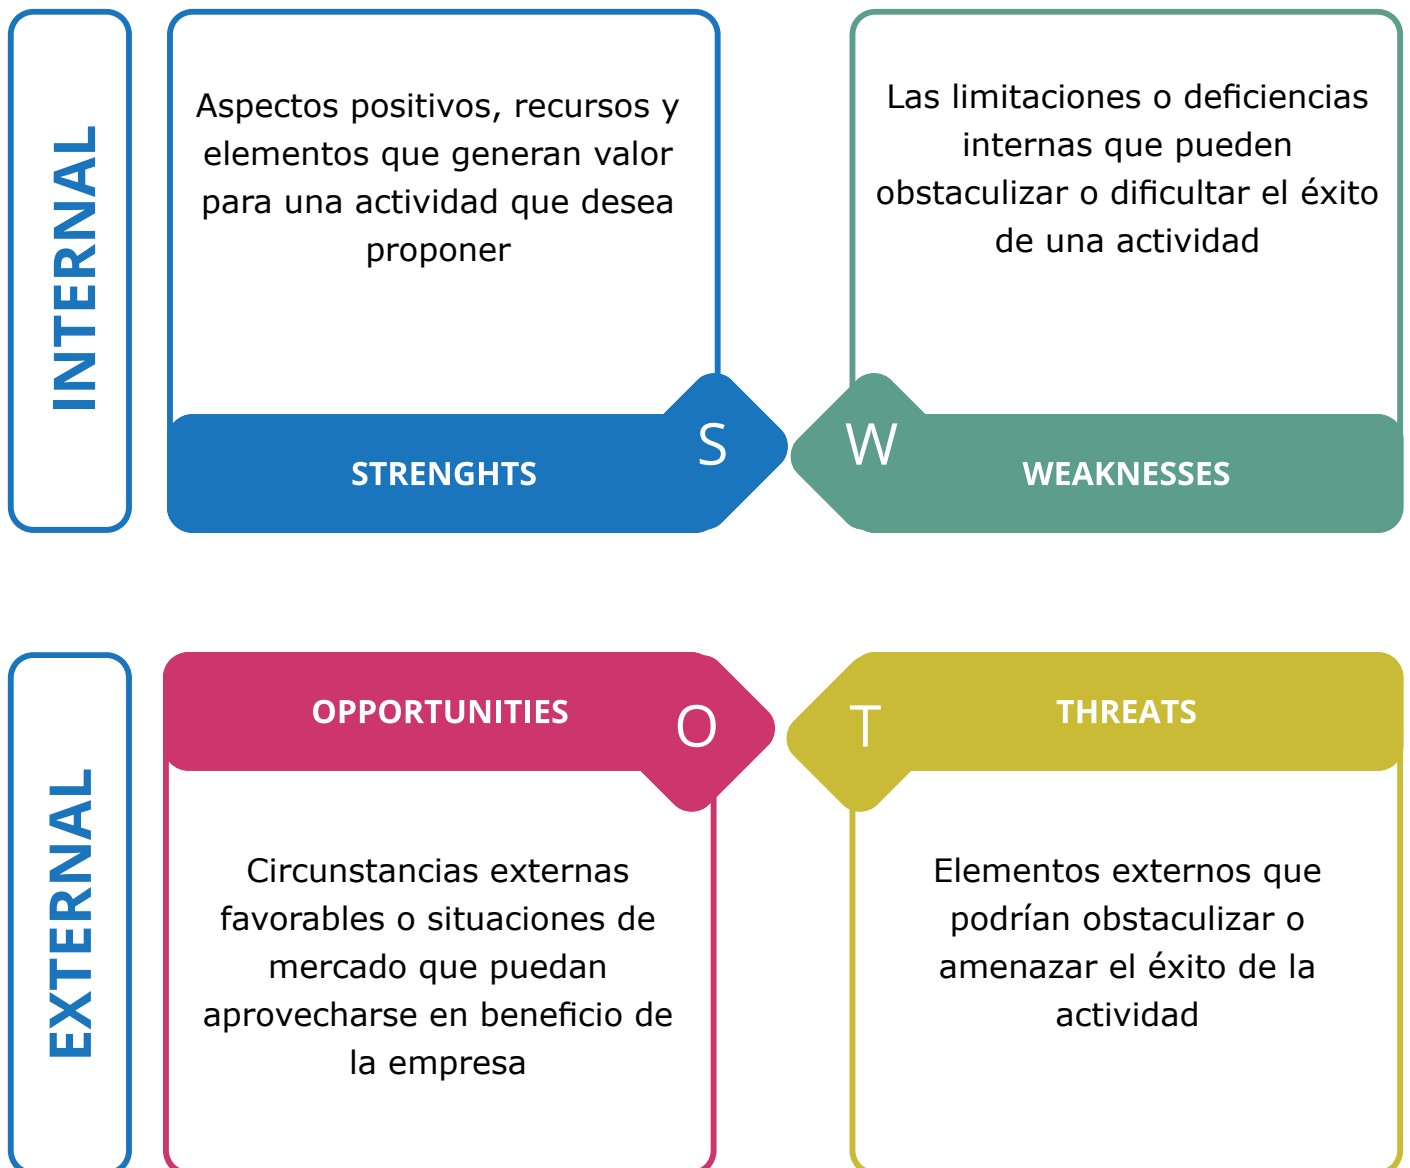 INTERNAL
Aspectos positivos, recursos y
elementos que generan valor
para una actividad que desea
proponer
S
STRENGHTS
Las limitaciones o deficiencias
internas que pueden
obstaculizar o dificultar el éxito
de una actividad
W
WEAKNESSES
EXTERNAL
OPPORTUNITIES
O
Circunstancias externas
favorables o situaciones de
mercado que puedan
aprovecharse en beneficio de
la empresa
T
THREATS
Elementos externos que
podrían obstaculizar o
amenazar el éxito de la
actividad